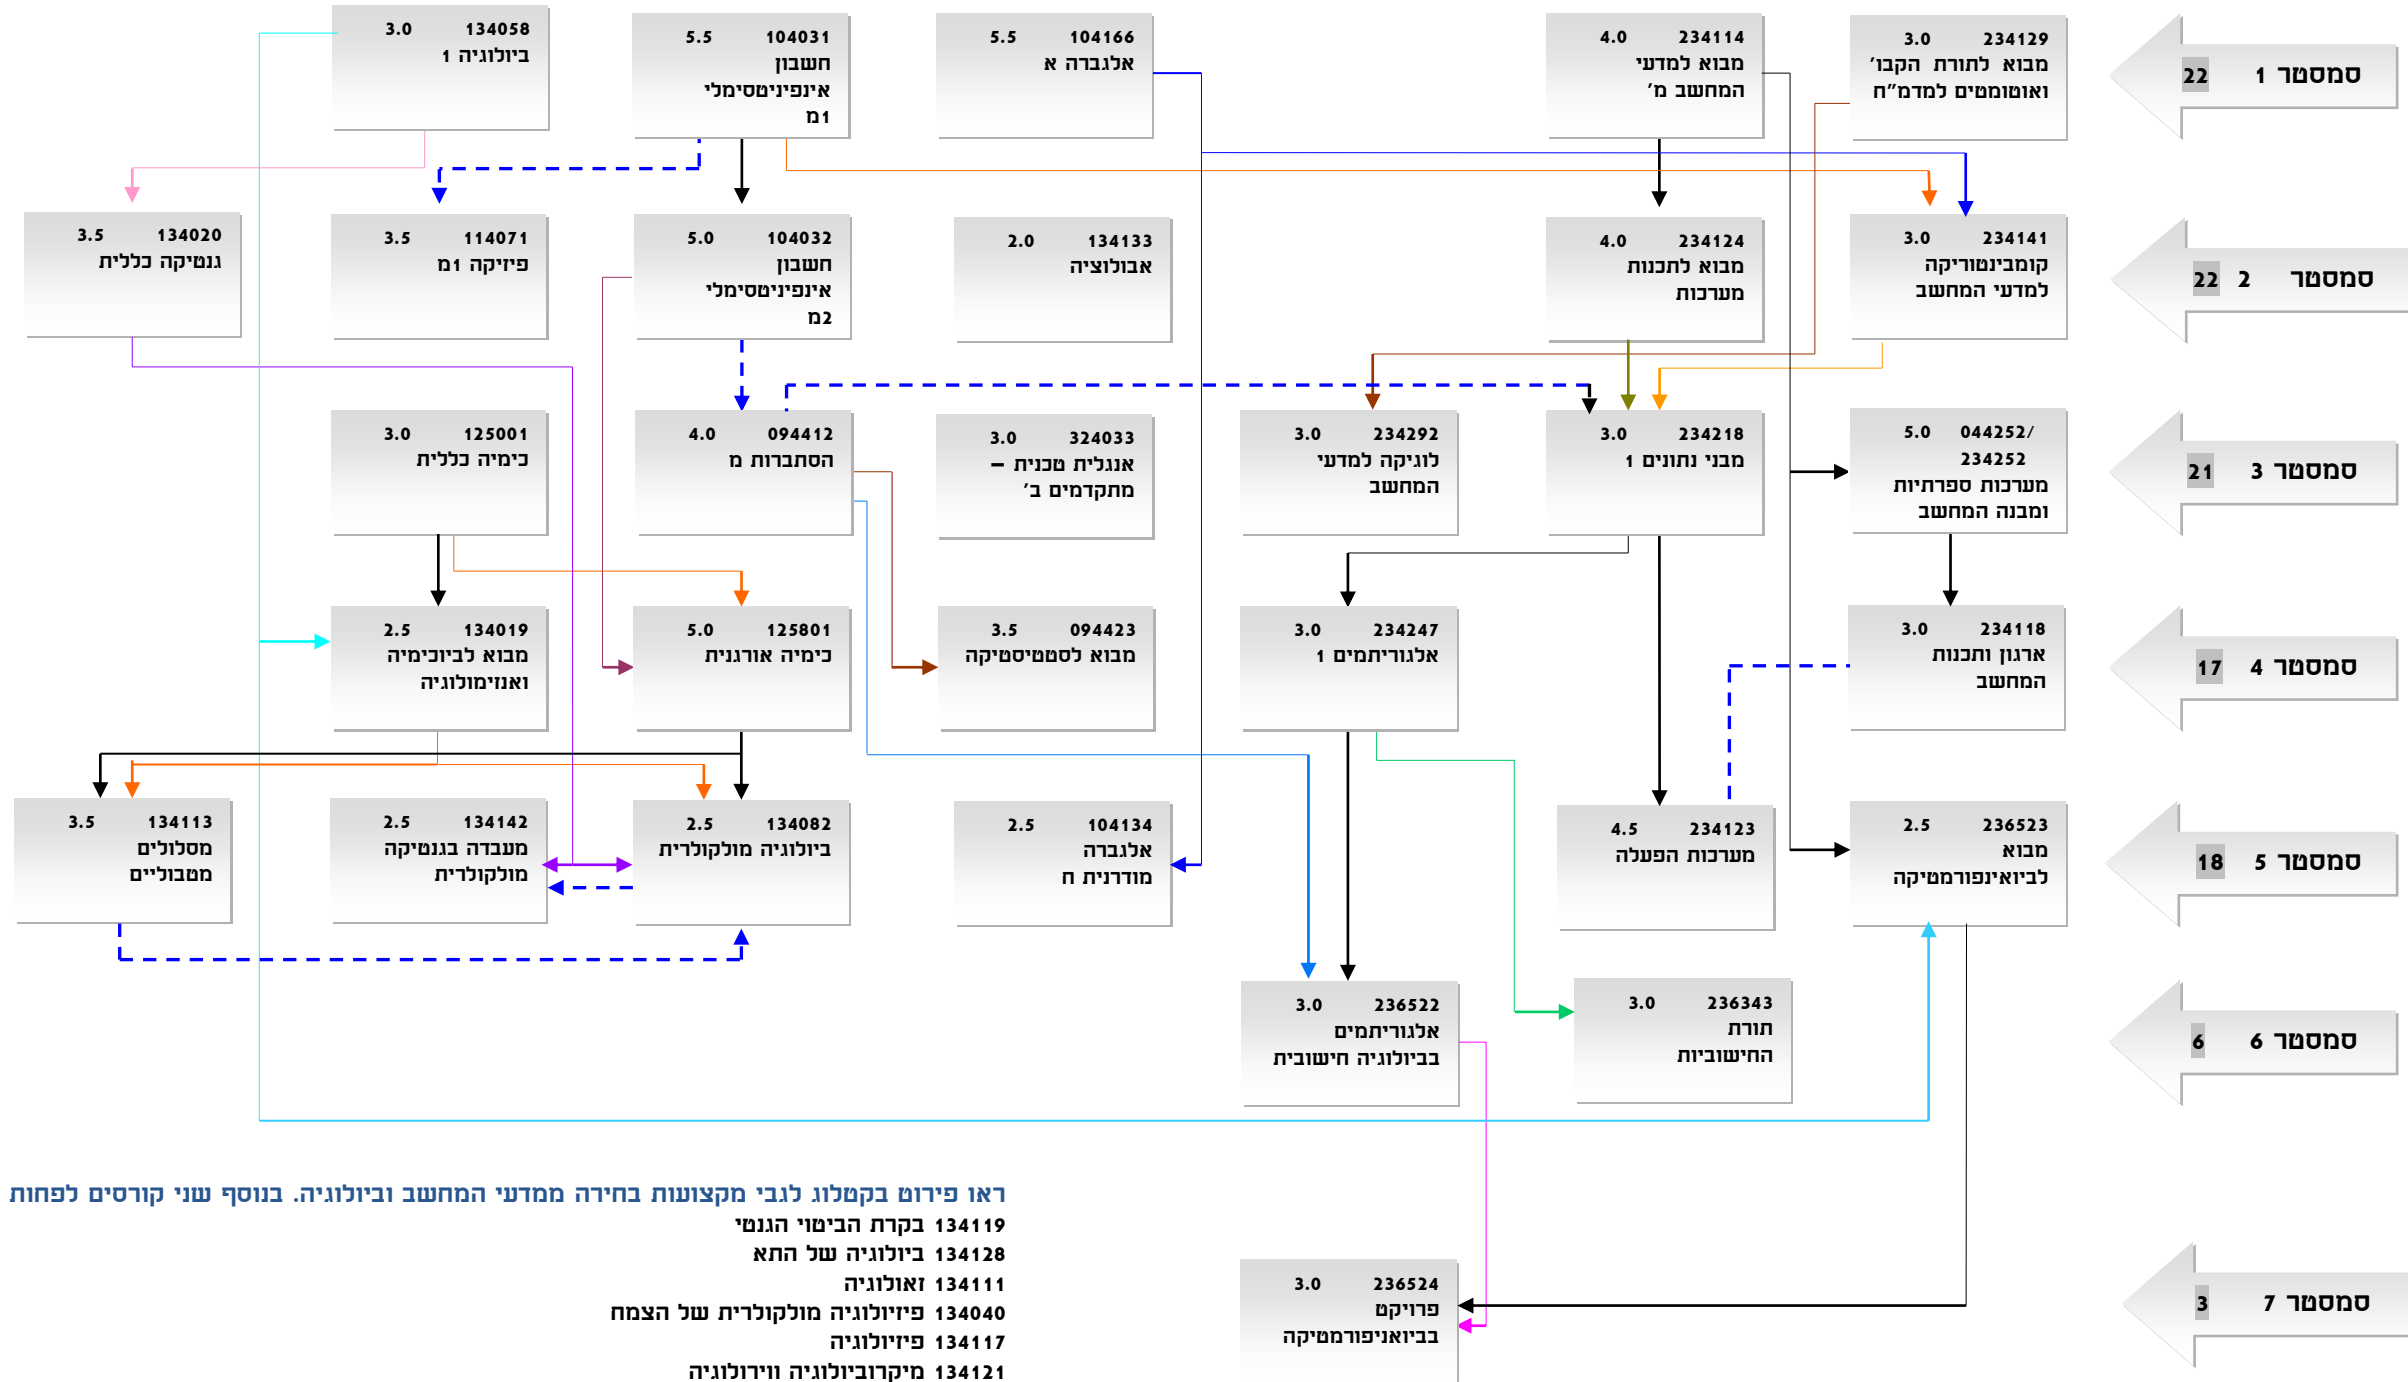 סמסטר 1 22
234129 3.0
מבוא לתורת הקבו'
ואוטומטים למדמ"ח
234114 4.0
מבוא למדעי
המחשב מ'
104166 5.5
אלגברה א
104031 5.5
חשבון
אינפיניטסימלי
1מ
134058 3.0
ביולוגיה 1
סמסטר 2 22
234141 3.0
קומבינטוריקה
למדעי המחשב
234124 4.0
מבוא לתכנות
מערכות
134133 2.0
אבולוציה
104032 5.0
חשבון
אינפיניטסימלי
2מ
114071 3.5
פיזיקה 1מ
134020 3.5
גנטיקה כללית
סמסטר 3 21
044252/ 5.0
234252
מערכות ספרתיות
ומבנה המחשב
234218 3.0
מבני נתונים 1
234292 3.0
לוגיקה למדעי
המחשב
324033 3.0
אנגלית טכנית –
מתקדמים ב'
094412 4.0
הסתברות מ
125001 3.0
כימיה כללית
סמסטר 4 17
234118 3.0
ארגון ותכנות
המחשב
234247 3.0
אלגוריתמים 1
094423 3.5
מבוא לסטטיסטיקה
125801 5.0
כימיה אורגנית
134019 2.5
מבוא לביוכימיה
ואנזימולוגיה
סמסטר 5 18
236523 2.5
מבוא
לביואינפורמטיקה
234123 4.5
מערכות הפעלה
104134 2.5
אלגברה
מודרנית ח
134082 2.5
ביולוגיה מולקולרית
134142 2.5
מעבדה בגנטיקה
מולקולרית
134113 3.5
מסלולים
מטבוליים
סמסטר 6 6
236343 3.0
תורת
החישוביות
236522 3.0
אלגוריתמים
בביולוגיה חישובית
סמסטר 7 3
236524 3.0
פרויקט
בביואניפורמטיקה
ראו פירוט בקטלוג לגבי מקצועות בחירה ממדעי המחשב וביולוגיה. בנוסף שני קורסים לפחות
134119 בקרת הביטוי הגנטי
134128 ביולוגיה של התא
134111 זאולוגיה
134040 פיזיולוגיה מולקולרית של הצמח
134117 פיזיולוגיה
134121 מיקרוביולוגיה ווירולוגיה